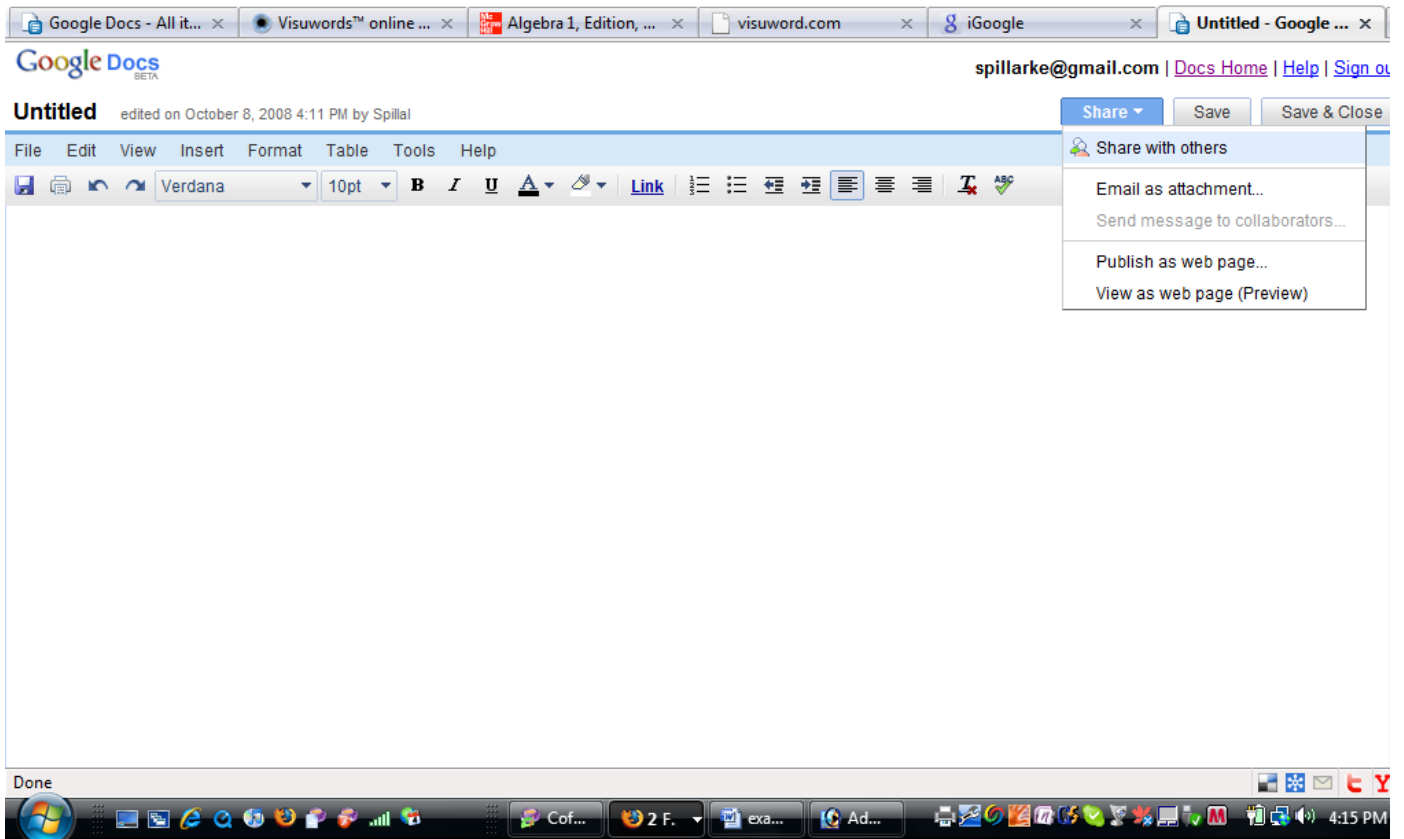 Google Docs - All it... Visuwords™ online ... Algebra 1, Edition, ... visuword.com iGoogle Untitled - Google ...
Google Docs BETA
spillarke@gmail.com | Docs Home | Help | Sign ou
Untitled edited on October 8, 2008 4:11 PM by Spillal
Share Save Save & Close
File Edit View Insert Format Table Tools Help
Share with others
Verdana 10pt B I U A Link ABC
Email as attachment...
Send message to collaborators...
Publish as web page...
View as web page (Preview)
Done
Cof... 2 F. exa... Ad... 4:15 PM